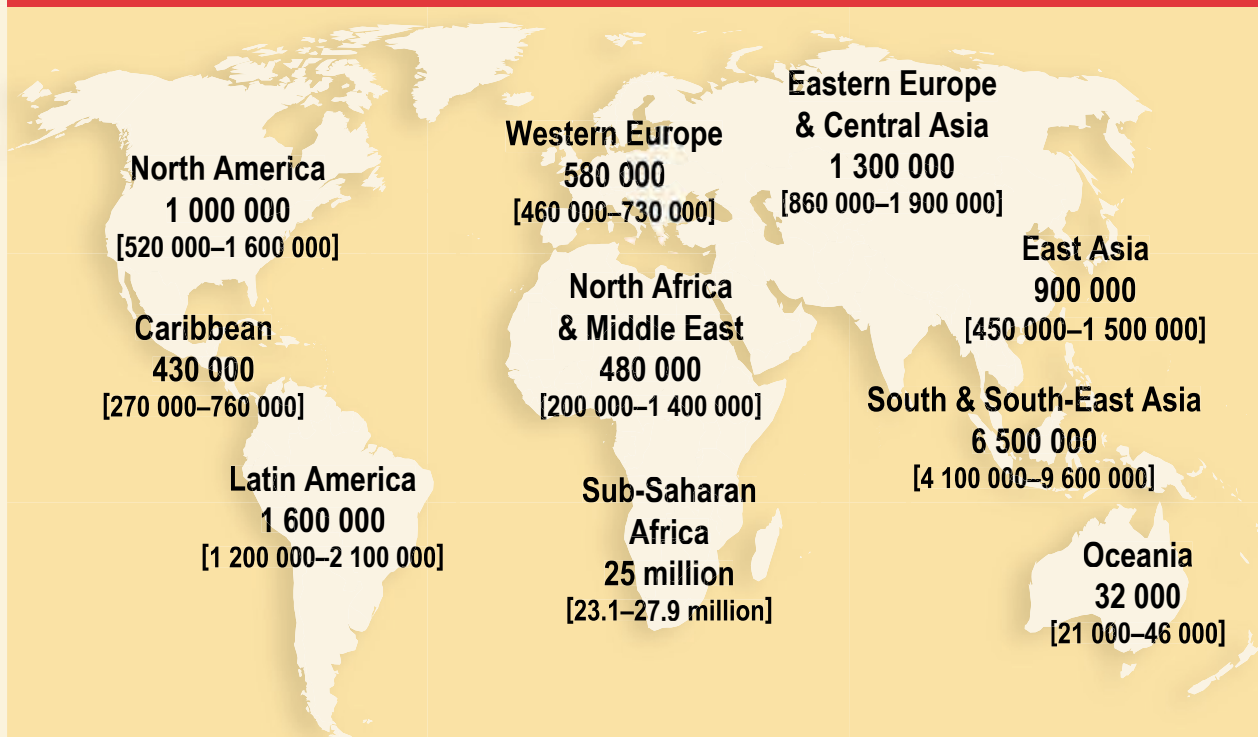 North America
1 000 000
[520 000–1 600 000]
Caribbean
430 000
[270 000–760 000]
Latin America
1 600 000
[1 200 000–2 100 000]
Western Europe
580 000
[460 000–730 000]
North Africa
& Middle East
480 000
[200 000–1 400 000]
Sub-Saharan
Africa
25 million
[23.1–27.9 million]
Eastern Europe
& Central Asia
1 300 000
[860 000–1 900 000]
East Asia
900 000
[450 000–1 500 000]
South & South-East Asia
6 500 000
[4 100 000–9 600 000]
Oceania
32 000
[21 000–46 000]